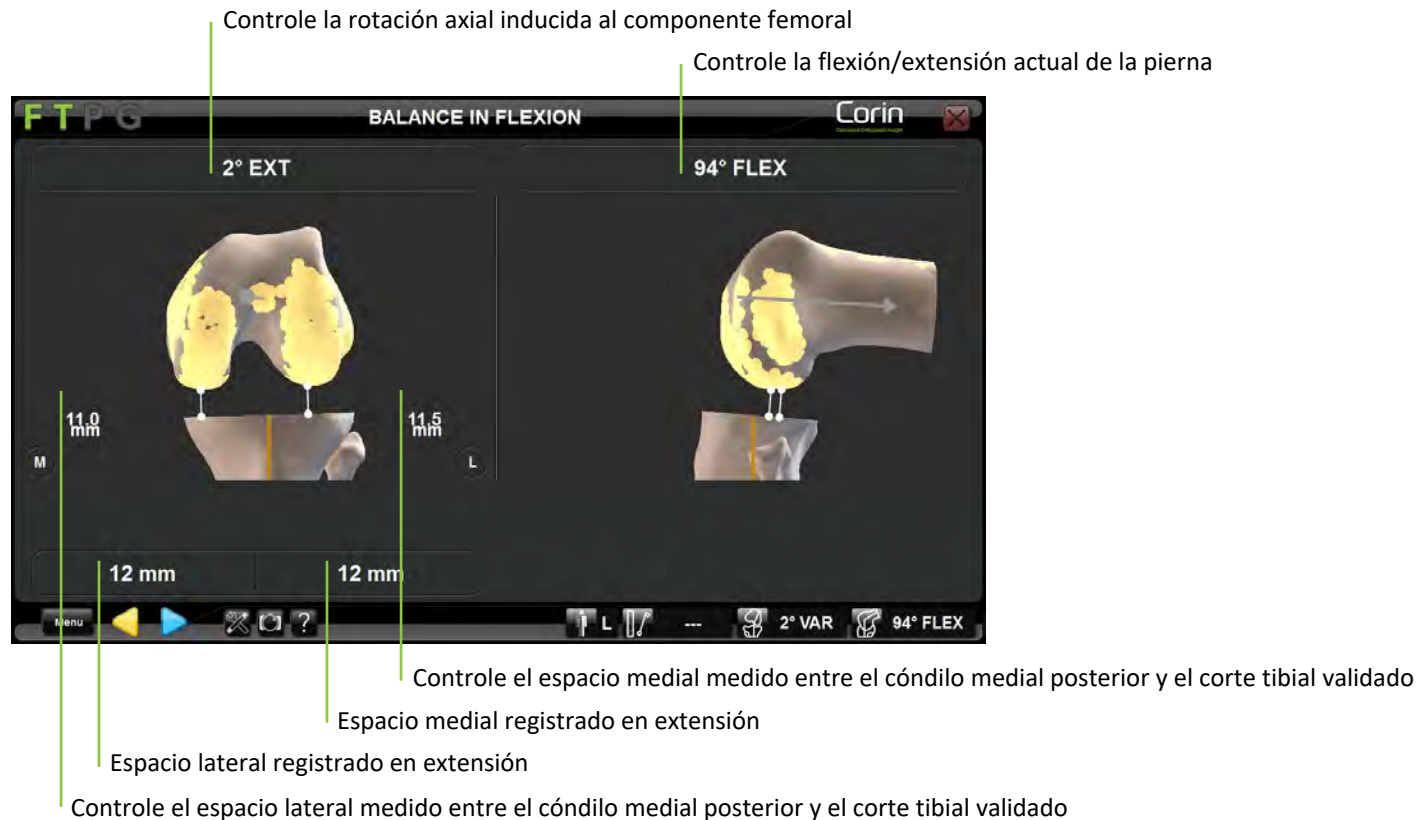 Controle la rotación axial inducida al componente femoral
Controle la flexión/extensión actual de la pierna
F T P G
BALANCE IN FLEXION
Corin
2° EXT
94° FLEX
11.0
mm
11.5
mm
M
L
12 mm
12 mm
Menu
?
L
---
2° VAR
94° FLEX
Controle el espacio medial medido entre el cóndilo medial posterior y el corte tibial validado
Espacio medial registrado en extensión
Espacio lateral registrado en extensión
Controle el espacio lateral medido entre el cóndilo medial posterior y el corte tibial validado